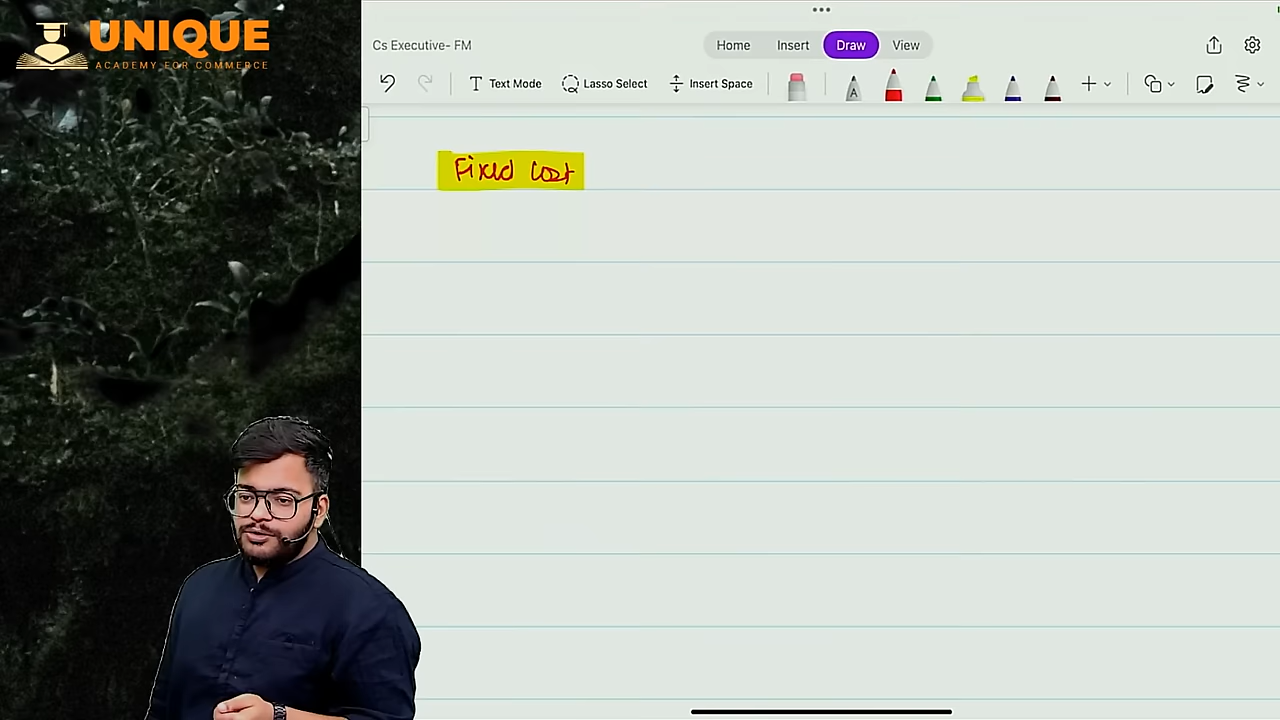 UNIQUE
ACADEMY FOR COMMERCE
Cs Executive- FM
Home Insert Draw View
Text Mode Lasso Select Insert Space
A
Fixed Cost